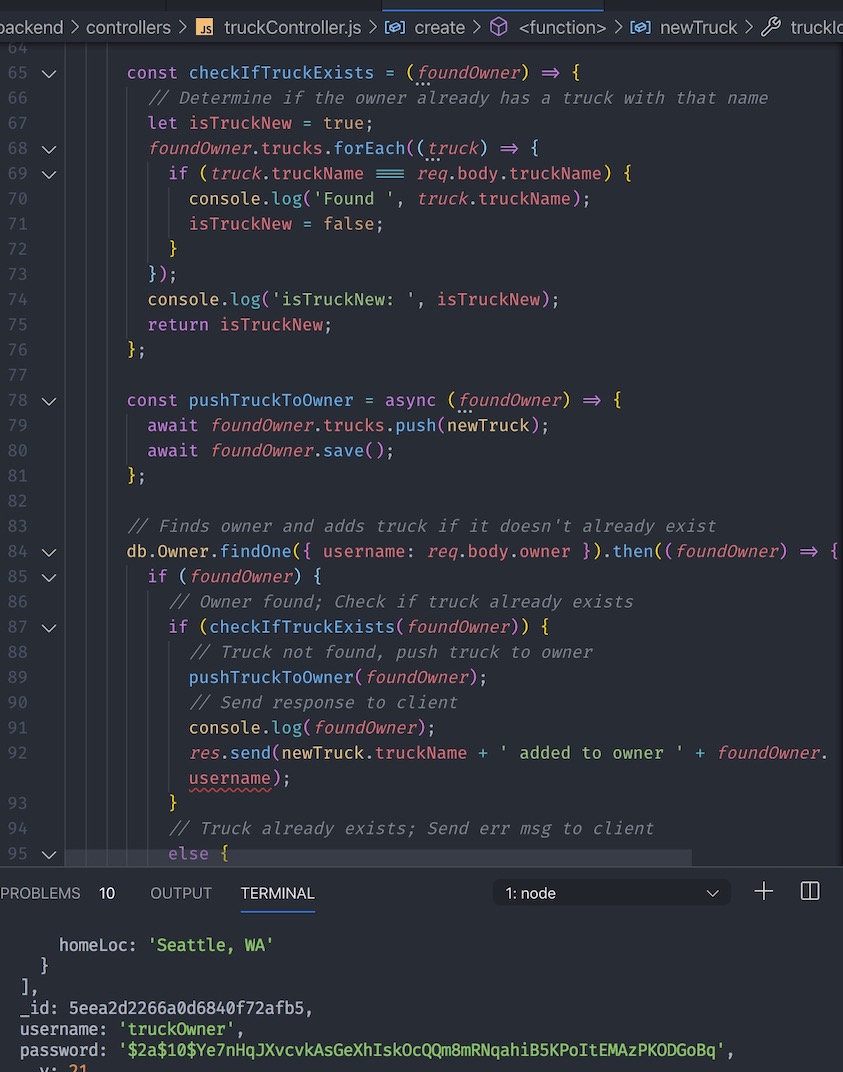 backend > controllers > JS truckController.js > create > <function> > newTruck > truckId
64
65 const checkIfTruckExists = (foundOwner) => {
66 // Determine if the owner already has a truck with that name
67 let isTruckNew = true;
68 foundOwner.trucks.forEach((truck) => {
69 if (truck.truckName === req.body.truckName) {
70 console.log('Found ', truck.truckName);
71 isTruckNew = false;
72 }
73 });
74 console.log('isTruckNew: ', isTruckNew);
75 return isTruckNew;
76 };
77
78 const pushTruckToOwner = async (foundOwner) => {
79 await foundOwner.trucks.push(newTruck);
80 await foundOwner.save();
81 };
82
83 // Finds owner and adds truck if it doesn't already exist
84 db.Owner.findOne({ username: req.body.owner }).then((foundOwner) => {
85 if (foundOwner) {
86 // Owner found; Check if truck already exists
87 if (checkIfTruckExists(foundOwner)) {
88 // Truck not found, push truck to owner
89 pushTruckToOwner(foundOwner);
90 // Send response to client
91 console.log(foundOwner);
92 res.send(newTruck.truckName + ' added to owner ' + foundOwner.
username);
93 }
94 // Truck already exists; Send err msg to client
95 else {
PROBLEMS 10 OUTPUT TERMINAL 1: node
homeLoc: 'Seattle, WA'
}
],
_id: 5eea2d2266a0d6840f72afb5,
username: 'truckOwner',
password: '$2a$10$Ye7nHqJXvcvkAsGeXhIskOcQQm8mRNqahiB5KPoItEMAzPKODGoBq',
v: 21